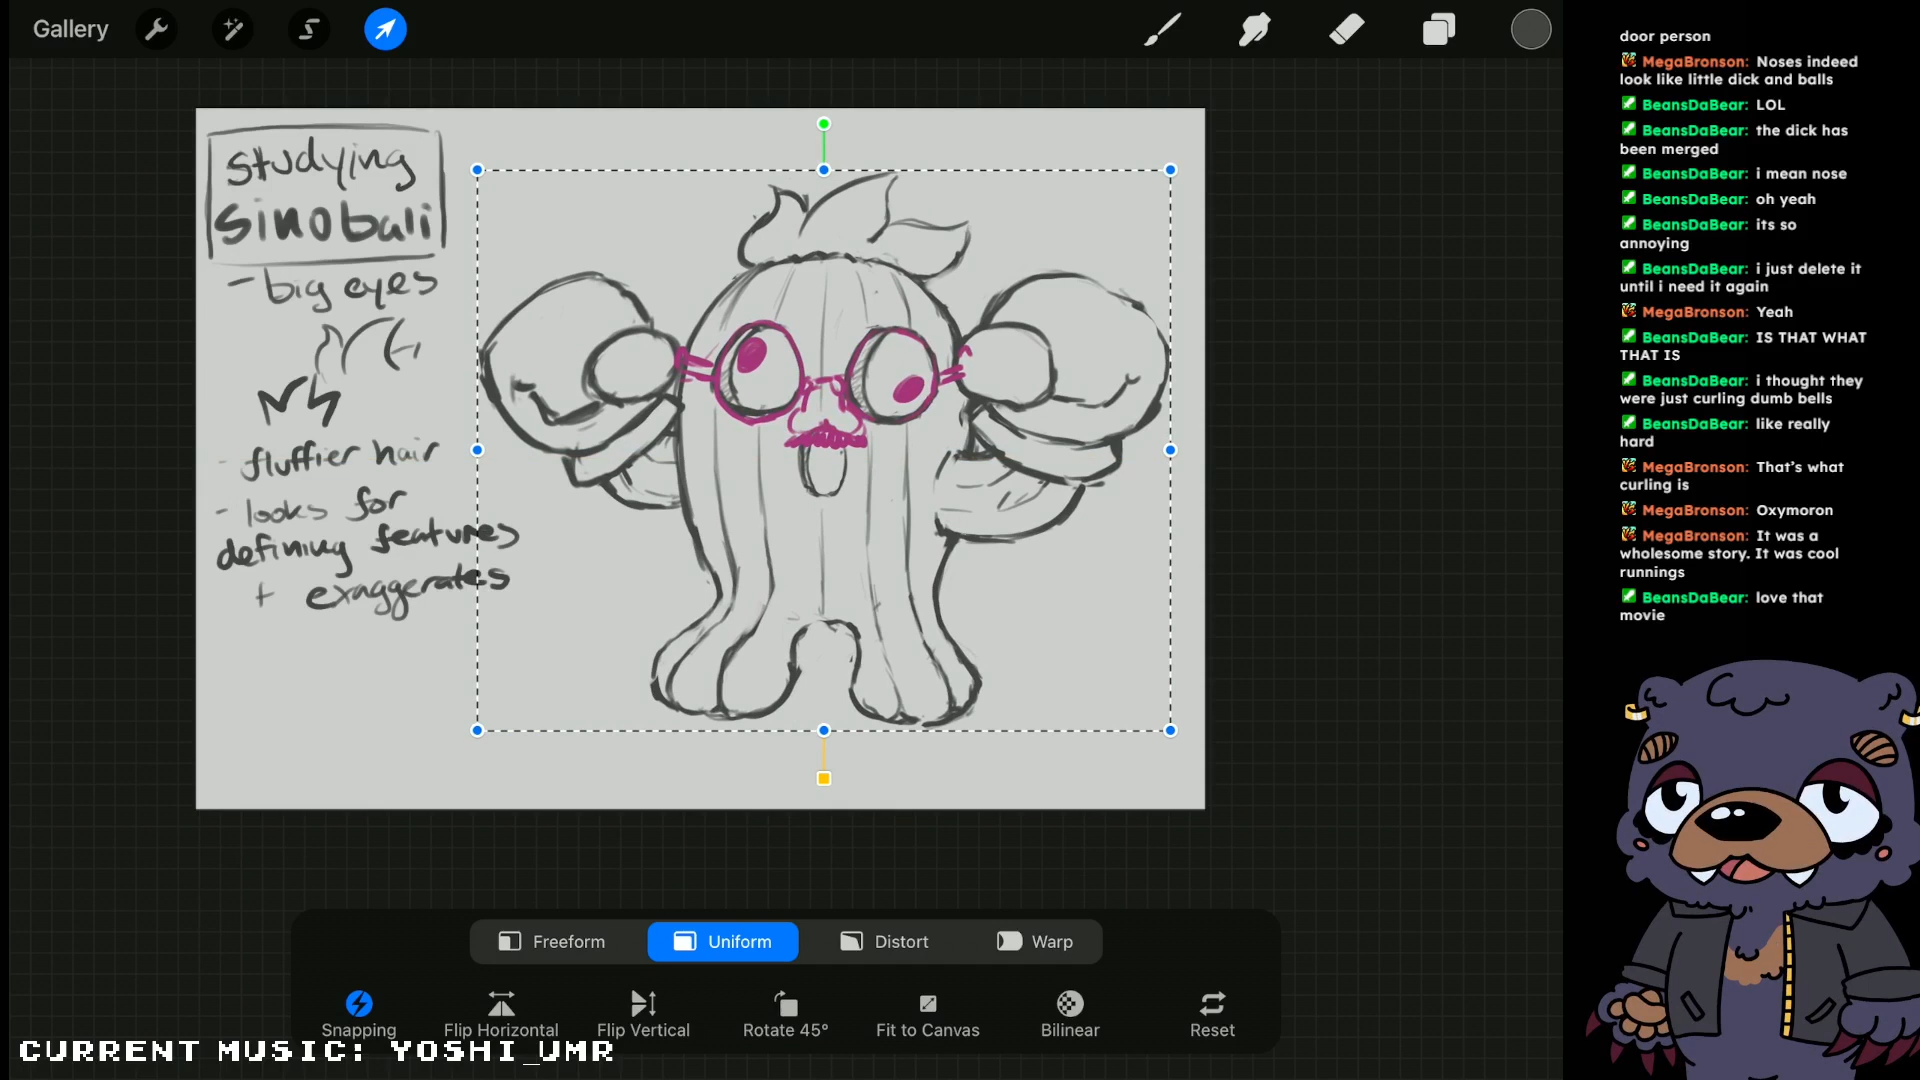 Gallery
studying
sinobali
- big eyes
- fluffier hair
- looks for
defining features
+ exaggerates
Freeform
Uniform
Distort
Warp
Snapping
Flip Horizontal
Flip Vertical
Rotate 45°
Fit to Canvas
Bilinear
Reset
CURRENT MUSIC: YOSHI_UMR
door person
MegaBronson: Noses indeed
look like little dick and balls
BeansDaBear: LOL
BeansDaBear: the dick has
been merged
BeansDaBear: i mean nose
BeansDaBear: oh yeah
BeansDaBear: its so
annoying
BeansDaBear: i just delete it
until i need it again
MegaBronson: Yeah
BeansDaBear: IS THAT WHAT
THAT IS
BeansDaBear: i thought they
were just curling dumb bells
BeansDaBear: like really
hard
MegaBronson: That's what
curling is
MegaBronson: Oxymoron
MegaBronson: It was a
wholesome story. It was cool
runnings
BeansDaBear: love that
movie